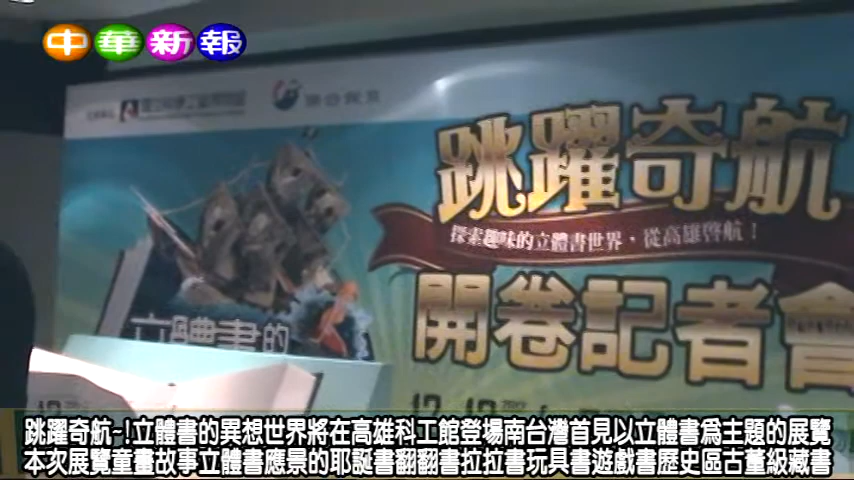 中華新報
聯合報系
跳躍奇航
探索趣味的立體書世界，從高雄啓航！
立體書的
開卷記者會
跳躍奇航~!立體書的異想世界將在高雄科工館登場南台灣首見以立體書爲主題的展覽
本次展覽童畫故事立體書應景的耶誕書翻翻書拉拉書玩具書遊戲書歷史區古董級藏書